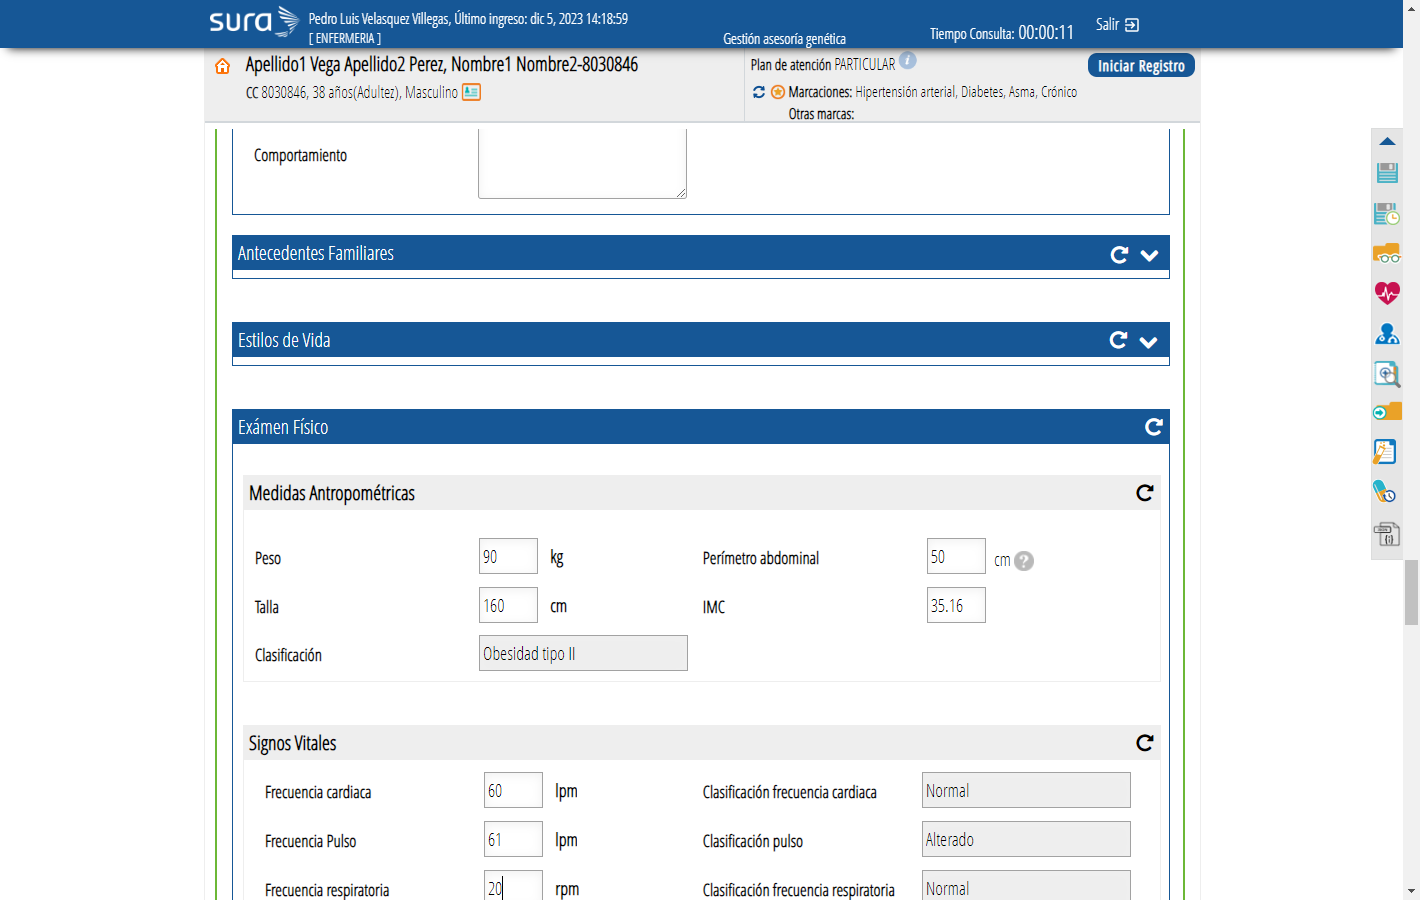 sura
Pedro Luis Velasquez Villegas, Último ingreso: dic 5, 2023 14:18:59
[ ENFERMERIA ]
Gestión asesoría genética
Tiempo Consulta: 00:00:11
Salir
Apellido1 Vega Apellido2 Perez, Nombre1 Nombre2-8030846
CC 8030846, 38 años(Adultez), Masculino
Plan de atención PARTICULAR
Marcaciones: Hipertensión arterial, Diabetes, Asma, Crónico
Otras marcas:
Iniciar Registro
Comportamiento
Antecedentes Familiares
Estilos de Vida
Exámen Físico
Medidas Antropométricas
Peso 90 kg Perímetro abdominal 50 cm ?
Talla 160 cm IMC 35.16
Clasificación Obesidad tipo II
Signos Vitales
Frecuencia cardiaca 60 lpm Clasificación frecuencia cardiaca Normal
Frecuencia Pulso 61 lpm Clasificación pulso Alterado
Frecuencia respiratoria 20 rpm Clasificación frecuencia respiratoria Normal